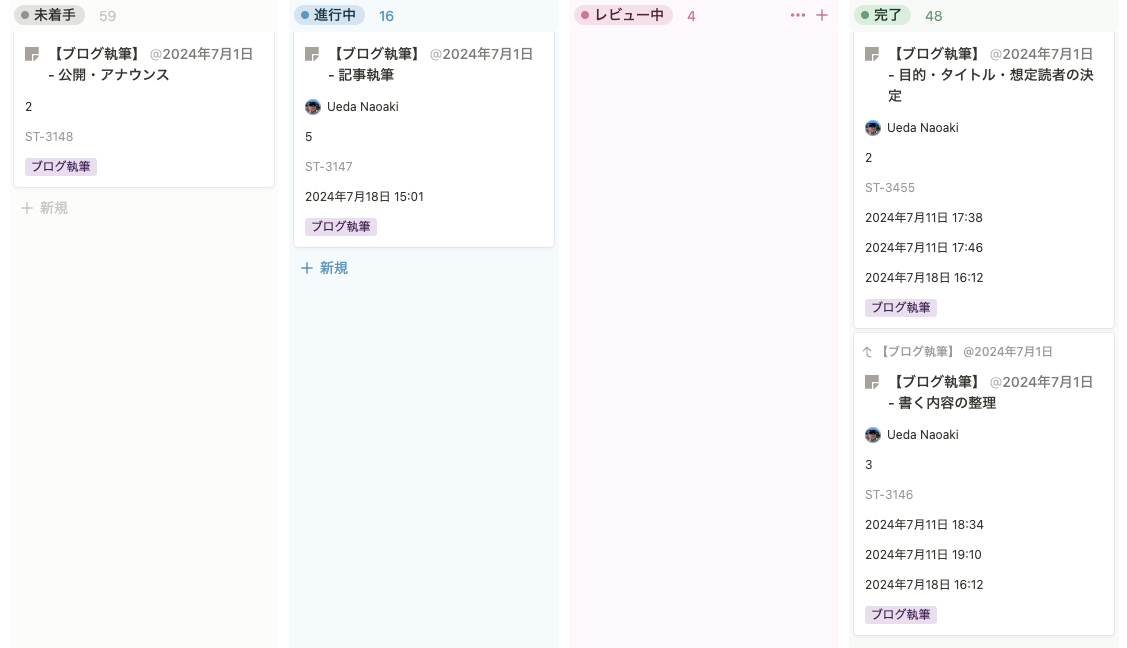 未着手 59
【ブログ執筆】 @2024年7月1日
- 公開・アナウンス
2
ST-3148
ブログ執筆
+ 新規
進行中 16
【ブログ執筆】 @2024年7月1日
- 記事執筆
Ueda Naoaki
5
ST-3147
2024年7月18日 15:01
ブログ執筆
+ 新規
レビュー中 4 ••• +
完了 48
【ブログ執筆】 @2024年7月1日
- 目的・タイトル・想定読者の決
定
Ueda Naoaki
2
ST-3455
2024年7月11日 17:38
2024年7月11日 17:46
2024年7月18日 16:12
ブログ執筆
【ブログ執筆】 @2024年7月1日
【ブログ執筆】 @2024年7月1日
- 書く内容の整理
Ueda Naoaki
3
ST-3146
2024年7月11日 18:34
2024年7月11日 19:10
2024年7月18日 16:12
ブログ執筆